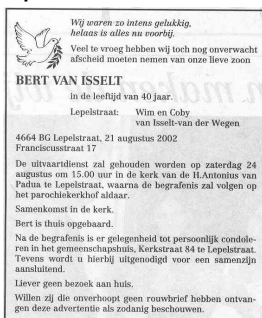 Wij waren zo intens gelukkig,
helaas is alles nu voorbij.
Veel te vroeg hebben wij toch nog onverwacht
afscheid moeten nemen van onze lieve zoon
BERT VAN ISSELT
in de leeftijd van 40 jaar.
Lepelstraat: Wim en Coby
van Isselt-van der Wegen
4664 BG Lepelstraat, 21 augustus 2002
Franciscusstraat 17
De uitvaartdienst zal gehouden worden op zaterdag 24
augustus om 15.00 uur in de kerk van de H.Antonius van
Padua te Lepelstraat, waarna de begrafenis zal volgen op
het parochiekerkhof aldaar.
Samenkomst in de kerk.
Bert is thuis opgebaard.
Na de begrafenis is er gelegenheid tot persoonlijk condole-
ren in het gemeenschapshuis, Kerkstraat 84 te Lepelstraat.
Tevens wordt u hierbij uitgenodigd voor een samenzijn
aansluitend.
Liever geen bezoek aan huis.
Willen zij die onverhoopt geen rouwbrief hebben ontvan-
gen deze advertentie als zodanig beschouwen.